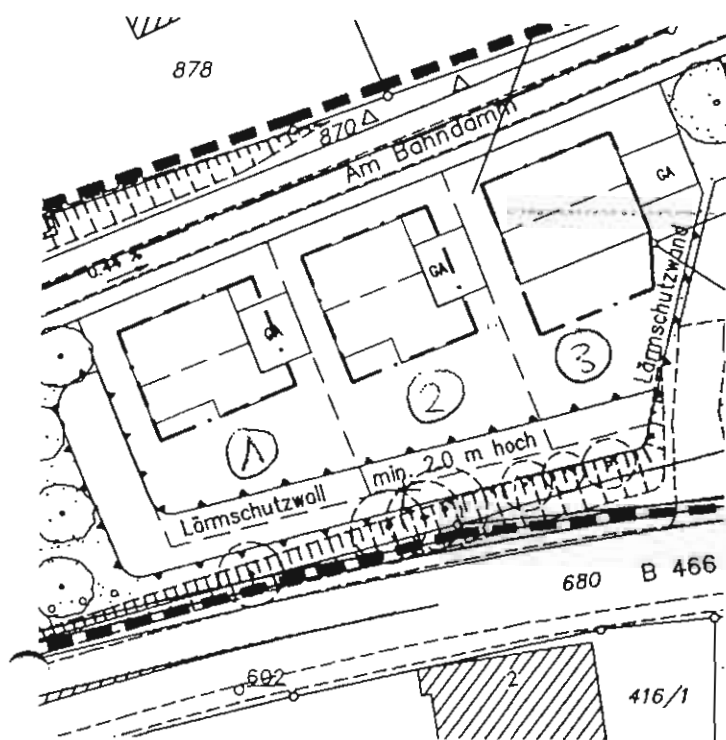 878
870
Am Bahndamm
0.44 %
GA
GA
GA
Lärmschutzwand
1
2
3
min. 2.0 m hoch
Lärmschutzwall
680
B 466
602
2
416/1